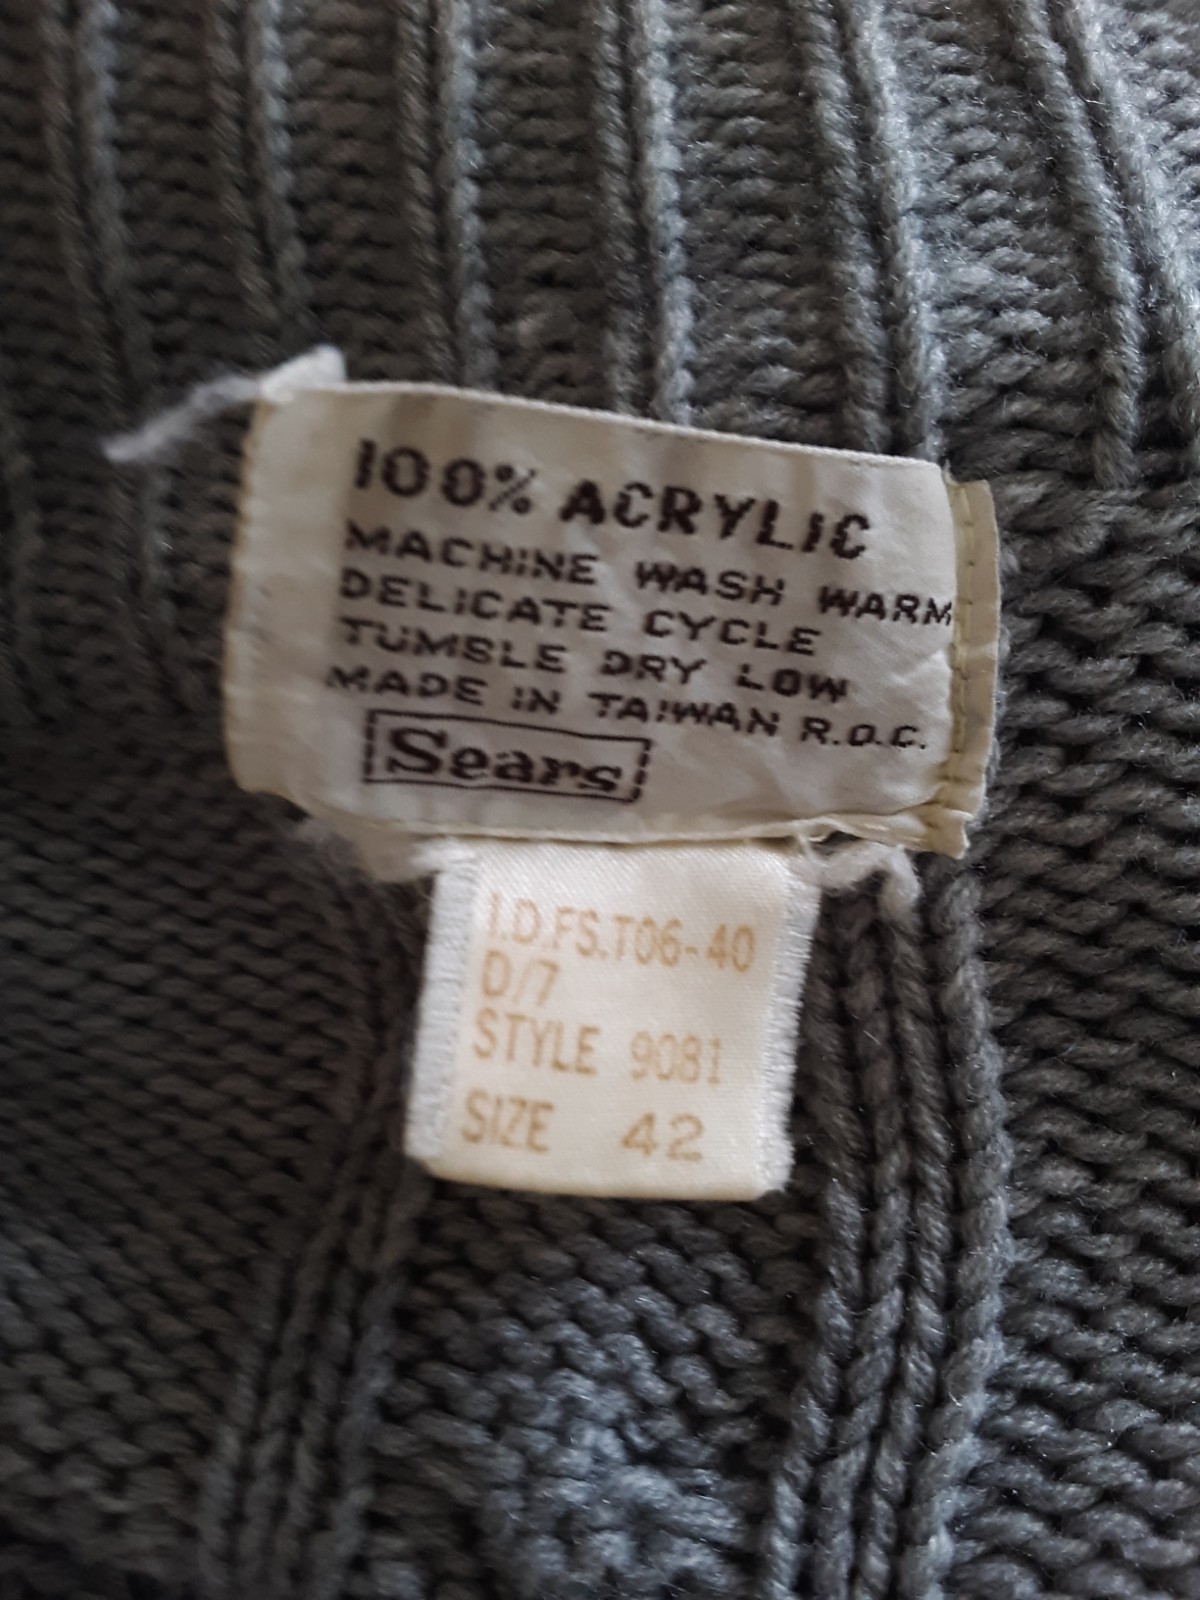 100% ACRYLIC
MACHINE WASH WARM
DELICATE CYCLE
TUMBLE DRY LOW
MADE IN TAIWAN R.O.C.
Sears
I.D.FS.T06-40
D/7
STYLE 9081
SIZE 42